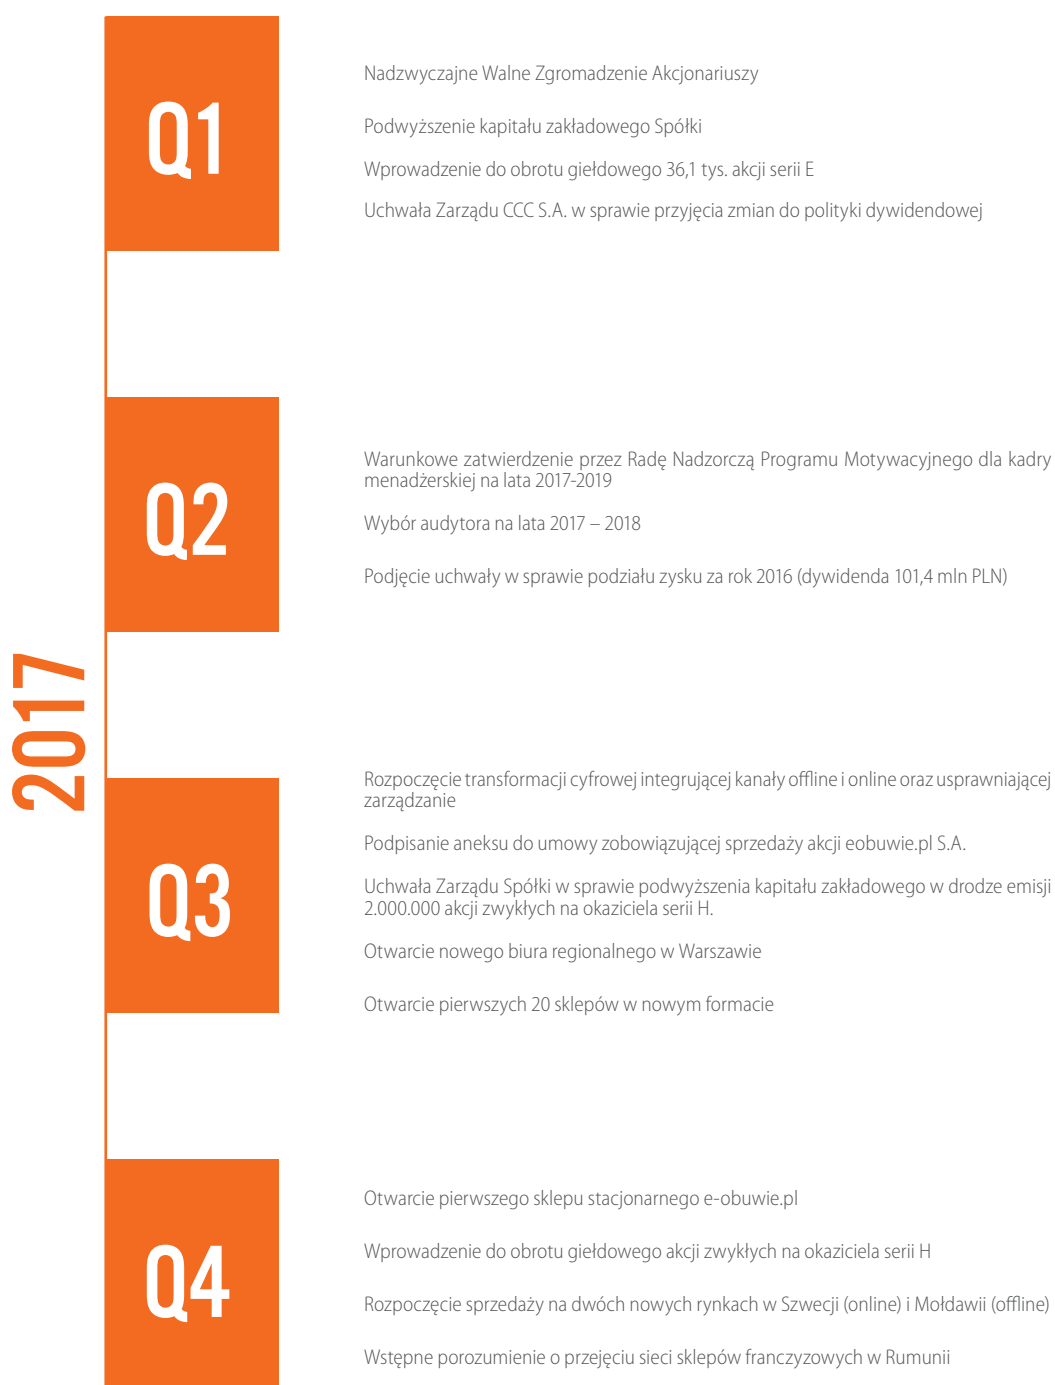 2017
Q1
Nadzwyczajne Walne Zgromadzenie Akcjonariuszy
Podwyższenie kapitału zakładowego Spółki
Wprowadzenie do obrotu giełdowego 36,1 tys. akcji serii E
Uchwała Zarządu CCC S.A. w sprawie przyjęcia zmian do polityki dywidendowej
Q2
Warunkowe zatwierdzenie przez Radę Nadzorczą Programu Motywacyjnego dla kadry
menadżerskiej na lata 2017-2019
Wybór audytora na lata 2017 – 2018
Podjęcie uchwały w sprawie podziału zysku za rok 2016 (dywidenda 101,4 mln PLN)
Q3
Rozpoczęcie transformacji cyfrowej integrującej kanały offline i online oraz usprawniającej
zarządzanie
Podpisanie aneksu do umowy zobowiązującej sprzedaży akcji eobuwie.pl S.A.
Uchwała Zarządu Spółki w sprawie podwyższenia kapitału zakładowego w drodze emisji
2.000.000 akcji zwykłych na okaziciela serii H.
Otwarcie nowego biura regionalnego w Warszawie
Otwarcie pierwszych 20 sklepów w nowym formacie
Q4
Otwarcie pierwszego sklepu stacjonarnego e-obuwie.pl
Wprowadzenie do obrotu giełdowego akcji zwykłych na okaziciela serii H
Rozpoczęcie sprzedaży na dwóch nowych rynkach w Szwecji (online) i Mołdawii (offline)
Wstępne porozumienie o przejęciu sieci sklepów franczyzowych w Rumunii